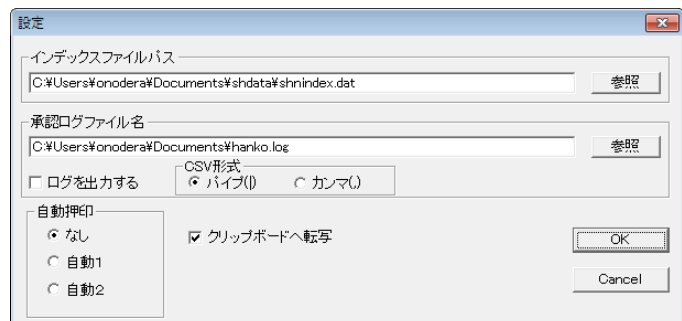 設定
インデックスファイルパス
C:¥Users¥onodera¥Documents¥shdata¥shnindex.dat
参照
承認ログファイル名
C:¥Users¥onodera¥Documents¥hanko.log
参照
ログを出力する
CSV形式
パイプ(|)
カンマ(,)
自動押印
なし
自動1
自動2
クリップボードへ転写
OK
Cancel